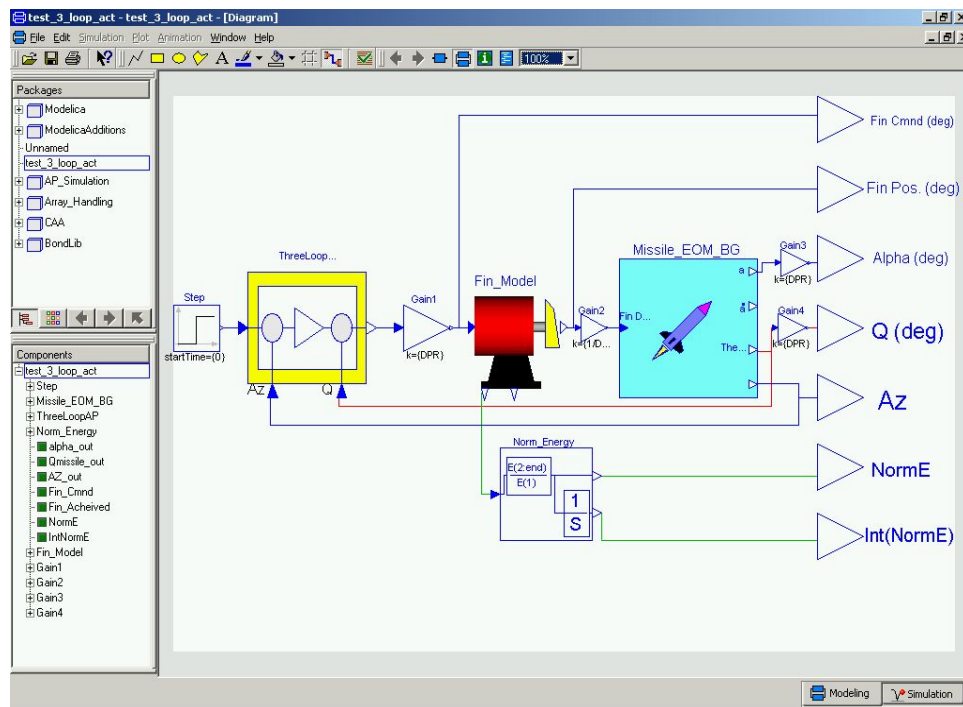 test_3_loop_act - test_3_loop_act - [Diagram]
File Edit Simulation Plot Animation Window Help
A 100%
Packages
Modelica
ModelicaAdditions
Unnamed
test_3_loop_act
AP_Simulation
Array_Handling
CAA
BondLib
Components
test_3_loop_act
Step
Missile_EOM_BG
ThreeLoopAP
Norm_Energy
alpha_out
Qmissile_out
AZ_out
Fin_Cmnd
Fin_Acheived
NormE
IntNormE
Fin_Model
Gain1
Gain2
Gain3
Gain4
Fin Cmnd (deg)
Fin Pos. (deg)
Missile_EOM_BG
Gain3
Alpha (deg)
k={DPR}
ThreeLoop...
Fin_Model
a
Step
Gain1
Gain2
Fin D...
Gain4
Q (deg)
startTime={0}
k={DPR}
k={1/D...
The...
k={DPR}
Az
Q
Az
Norm_Energy
E(2:end)
E(1)
NormE
1
S
Int(NormE)
Modeling
Simulation